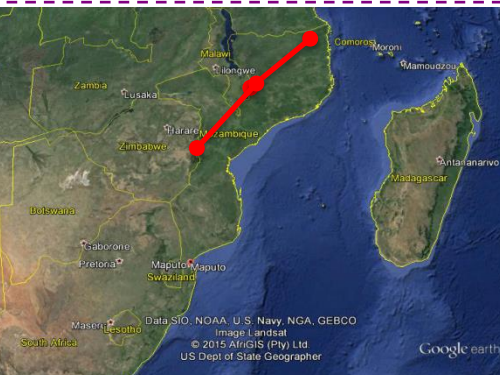 Comoros
Moroni
Malawi
Lilongwe
Mamoudzou
Zambia
Lusaka
Harare
Mozambique
Zimbabwe
Antananarivo
Madagascar
Botswana
Gaborone
Pretoria
Maputo
Maputo
Swaziland
Maseru
Lesotho
South Africa
Data SIO, NOAA, U.S. Navy, NGA, GEBCO
Image Landsat
© 2015 AfriGIS (Pty) Ltd.
US Dept of State Geographer
Google earth